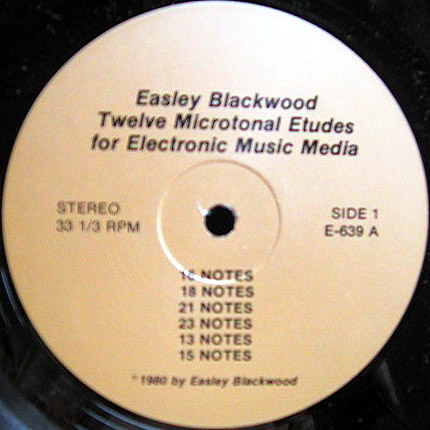 Easley Blackwood
Twelve Microtonal Etudes
for Electronic Music Media
STEREO
33 1/3 RPM
SIDE 1
E-639 A
16 NOTES
18 NOTES
21 NOTES
23 NOTES
13 NOTES
15 NOTES
1980 by Easley Blackwood